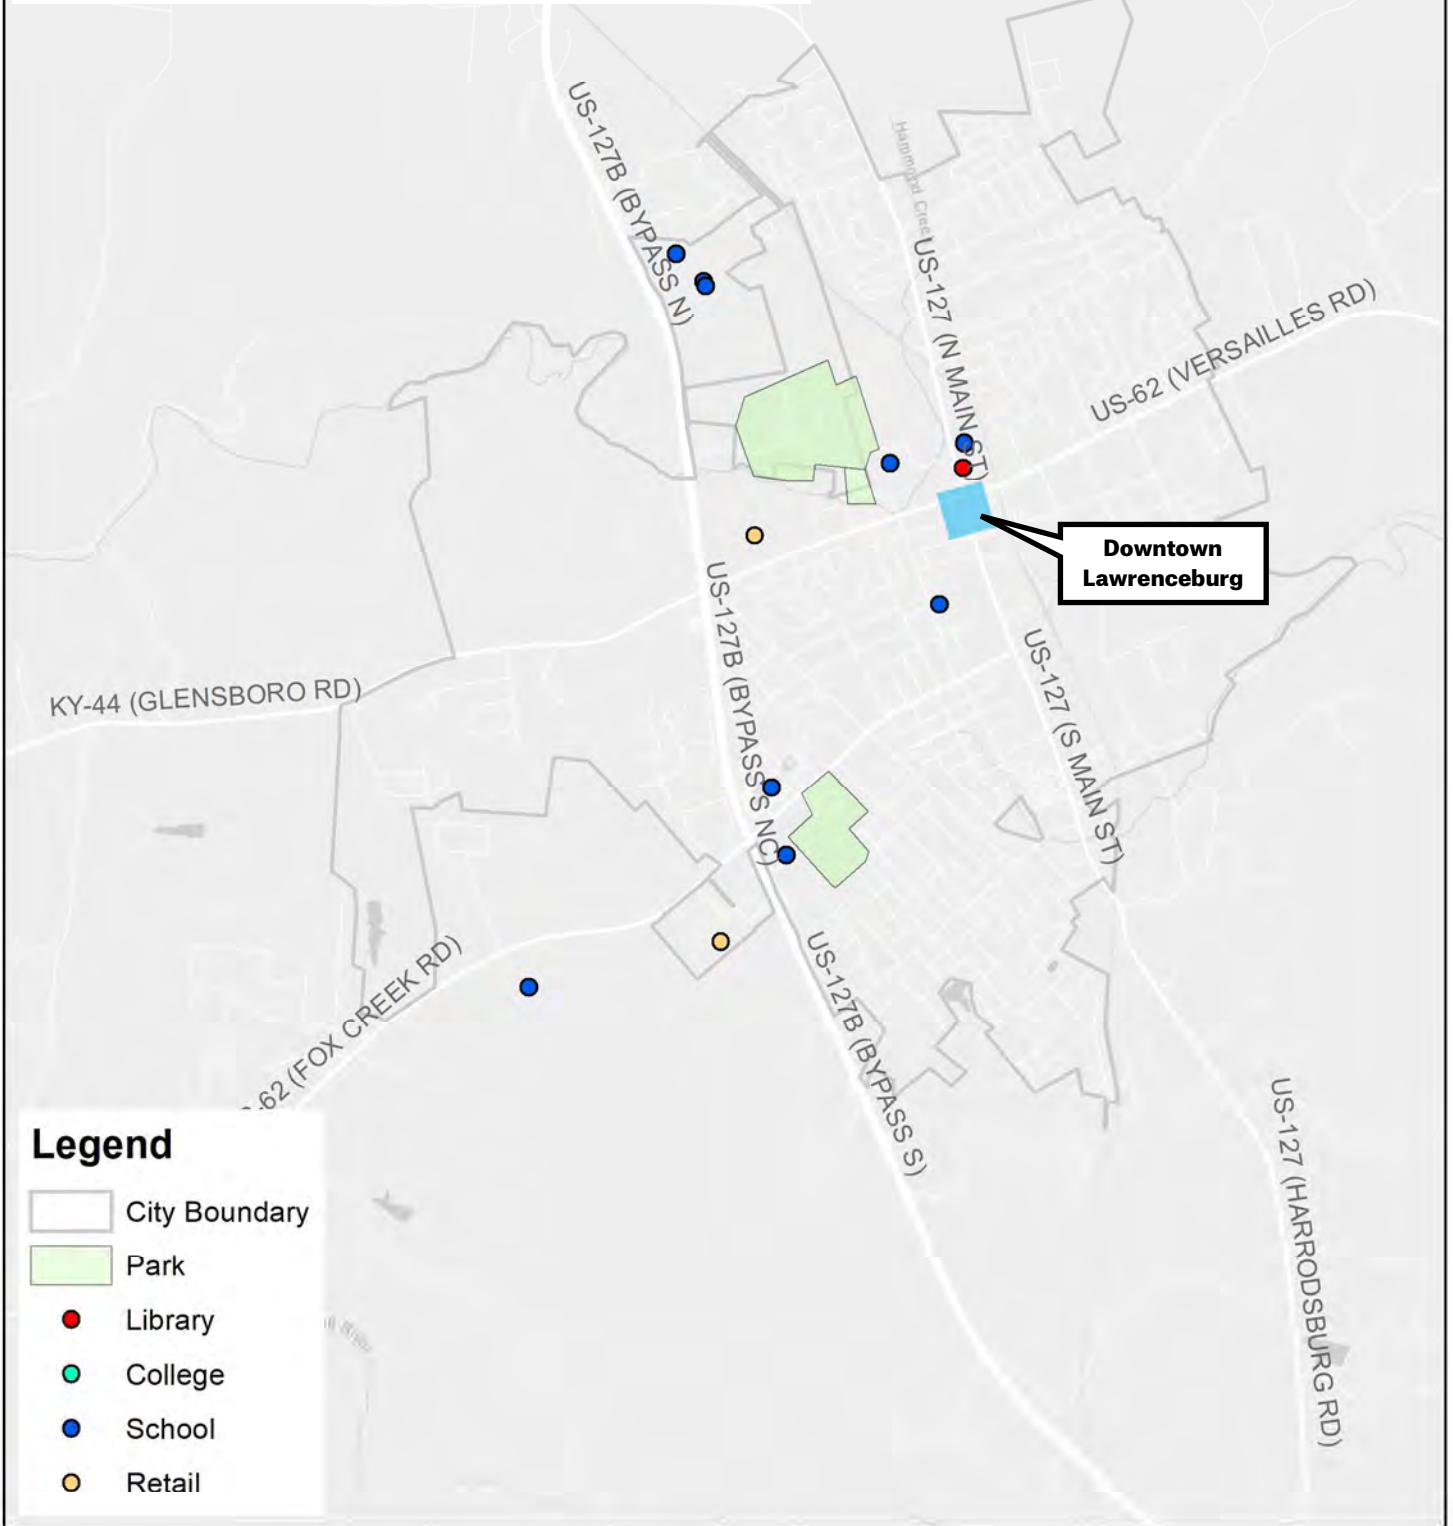 US-127B (BYPASS N)
US-127 (N MAIN ST)
US-62 (VERSAILLES RD)
Downtown
Lawrenceburg
US-127B (BYPASS S NC)
US-127 (S MAIN ST)
KY-44 (GLENSBORO RD)
-62 (FOX CREEK RD)
US-127B (BYPASS S)
US-127 (HARRODSBURG RD)
Hammond Creek
Legend
City Boundary
Park
Library
College
School
Retail